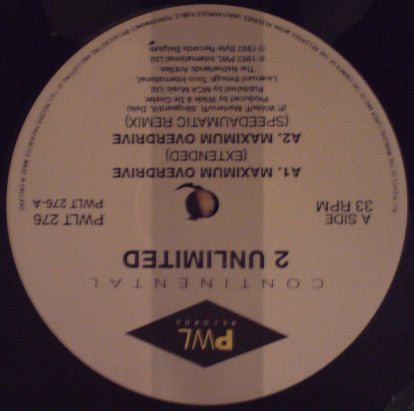 PWL
RECORDS
CONTINENTAL
2 UNLIMITED
A SIDE
33 RPM
PWLT 276
PWLT 276-A
A1. MAXIMUM OVERDRIVE
(EXTENDED)
A2. MAXIMUM OVERDRIVE
(SPEEDAUMATIC REMIX)
Produced by Wilde & De Coster.
Published by MCA Music Ltd.
Licensed from Toco International,
The Netherlands Antilles.
℗ 1993 PWL International Ltd.
© 1993 Byte Records Belgium